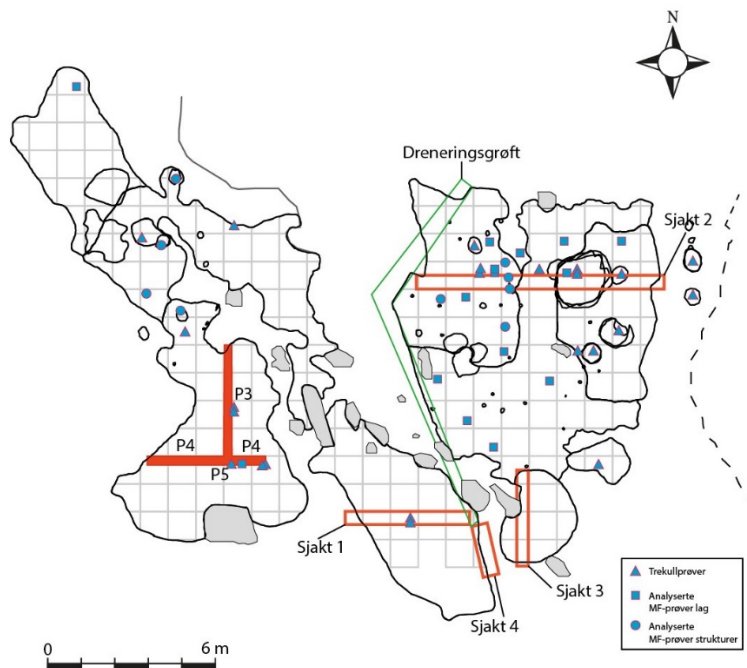 N
Dreneringsgrøft
Sjakt 2
P3
P4
P4
P5
Sjakt 1
Sjakt 3
Sjakt 4
Trekullprøver
Analyserte
MF-prøver lag
Analyserte
MF-prøver strukturer
0
6 m